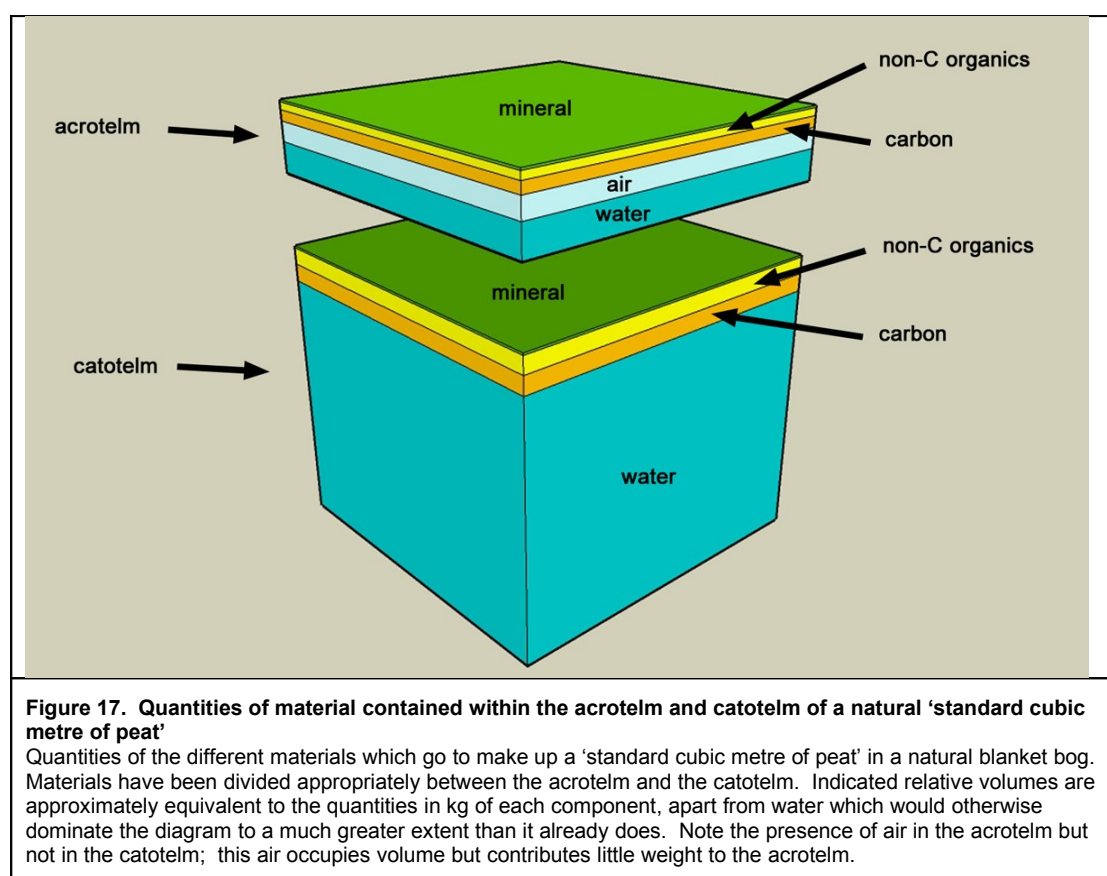 non-C organics
mineral
acrotelm
carbon
air
water
non-C organics
mineral
carbon
catotelm
water
Figure 17.  Quantities of material contained within the acrotelm and catotelm of a natural ‘standard cubic
metre of peat’
Quantities of the different materials which go to make up a ‘standard cubic metre of peat’ in a natural blanket bog.
Materials have been divided appropriately between the acrotelm and the catotelm.  Indicated relative volumes are
approximately equivalent to the quantities in kg of each component, apart from water which would otherwise
dominate the diagram to a much greater extent than it already does.  Note the presence of air in the acrotelm but
not in the catotelm;  this air occupies volume but contributes little weight to the acrotelm.